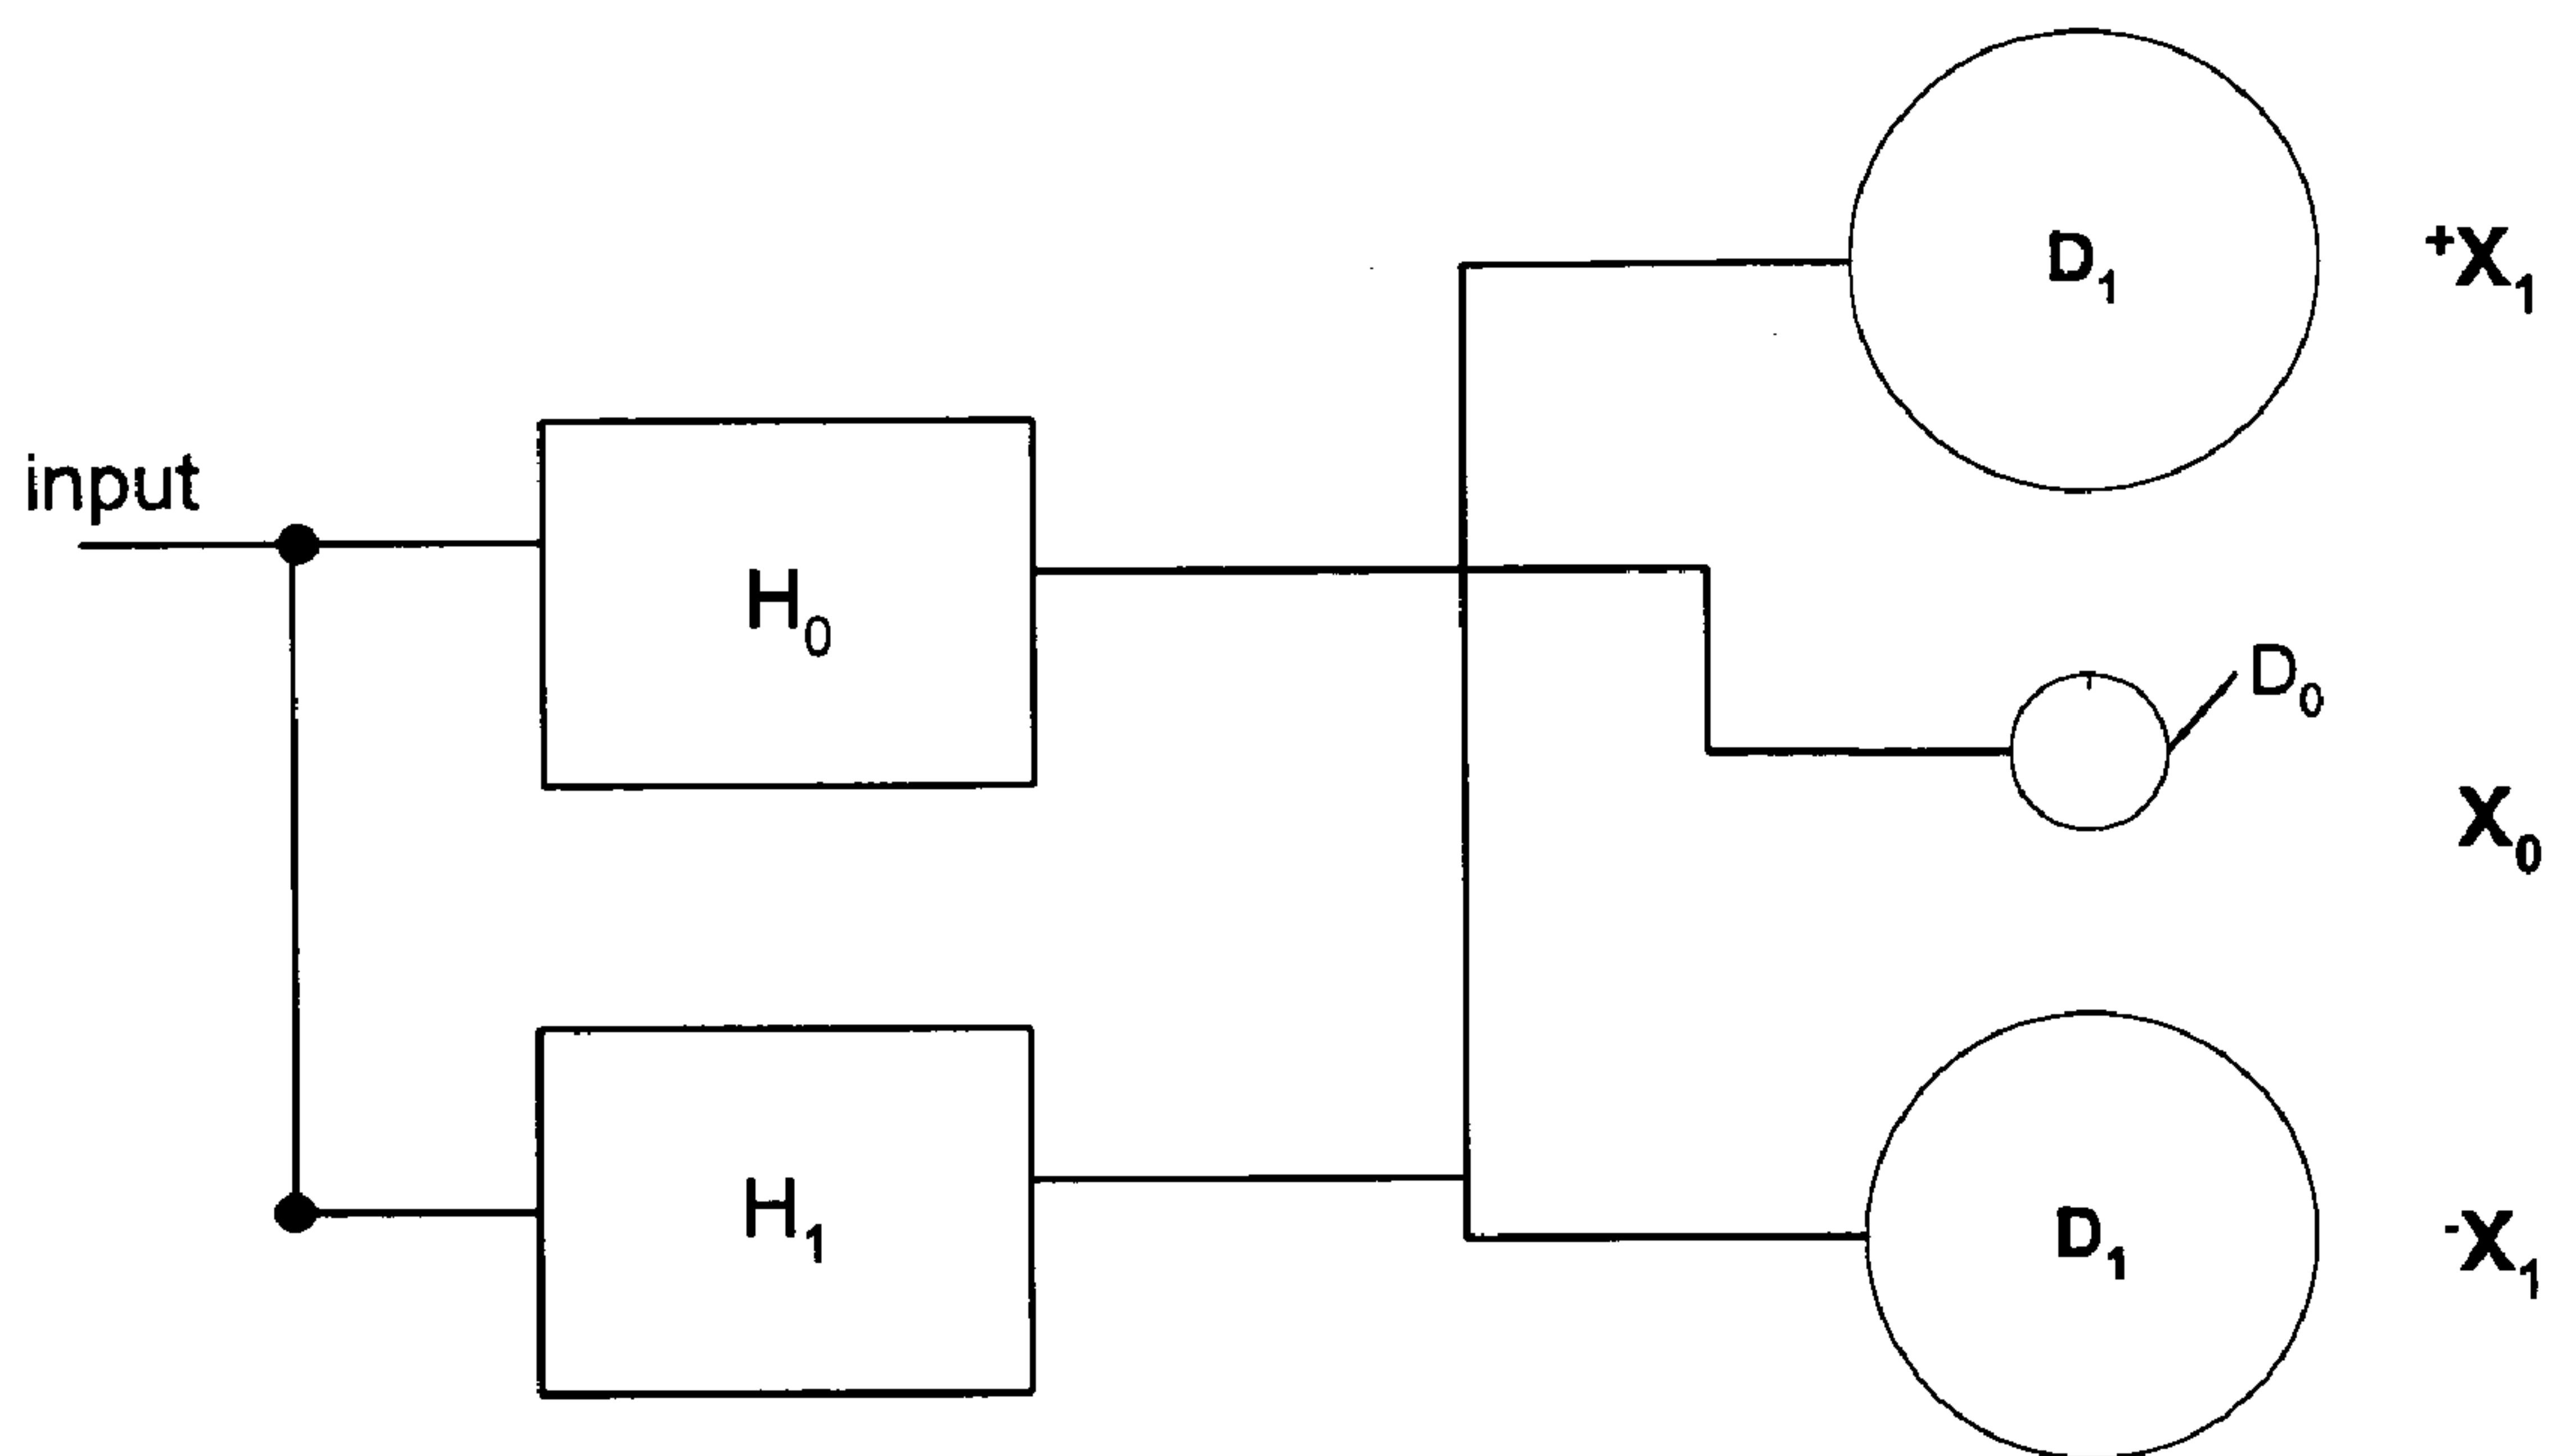 D₁
⁺X₁
input
H₀
D₀
X₀
H₁
D₁
⁻X₁